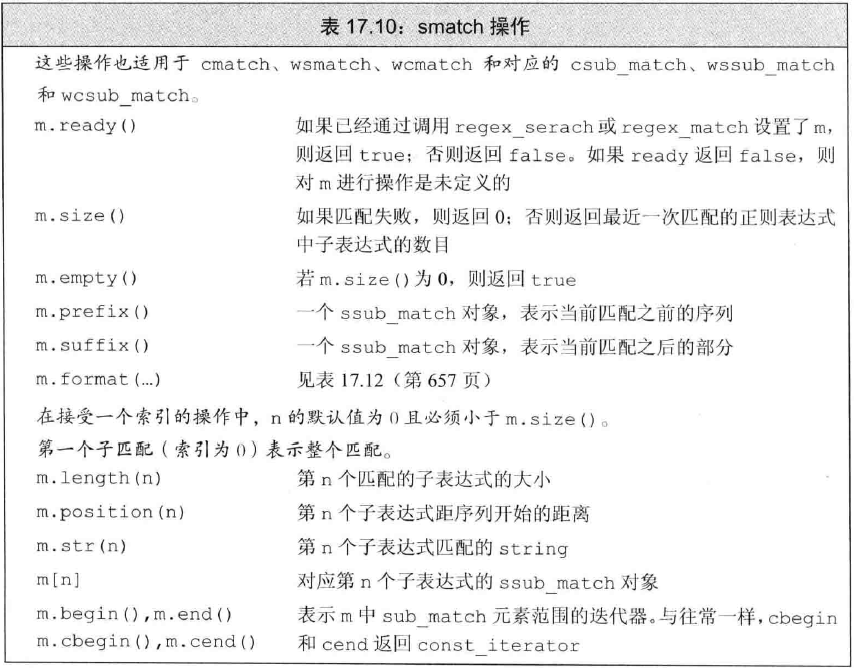 表 17.10：smatch 操作
这些操作也适用于 cmatch、wsmatch、wcmatch 和对应的 csub_match、wssub_match
和 wcsub_match。
m.ready() 如果已经通过调用 regex_serach 或 regex_match 设置了 m，
则返回 true；否则返回 false。如果 ready 返回 false，则
对 m 进行操作是未定义的
m.size() 如果匹配失败，则返回 0；否则返回最近一次匹配的正则表达式
中子表达式的数目
m.empty() 若 m.size() 为 0，则返回 true
m.prefix() 一个 ssub_match 对象，表示当前匹配之前的序列
m.suffix() 一个 ssub_match 对象，表示当前匹配之后的部分
m.format(…) 见表 17.12（第 657 页）
在接受一个索引的操作中，n 的默认值为 0 且必须小于 m.size()。
第一个子匹配（索引为 0）表示整个匹配。
m.length(n) 第 n 个匹配的子表达式的大小
m.position(n) 第 n 个子表达式距序列开始的距离
m.str(n) 第 n 个子表达式匹配的 string
m[n] 对应第 n 个子表达式的 ssub_match 对象
m.begin(),m.end() 表示 m 中 sub_match 元素范围的迭代器。与往常一样，cbegin
m.cbegin(),m.cend() 和 cend 返回 const_iterator